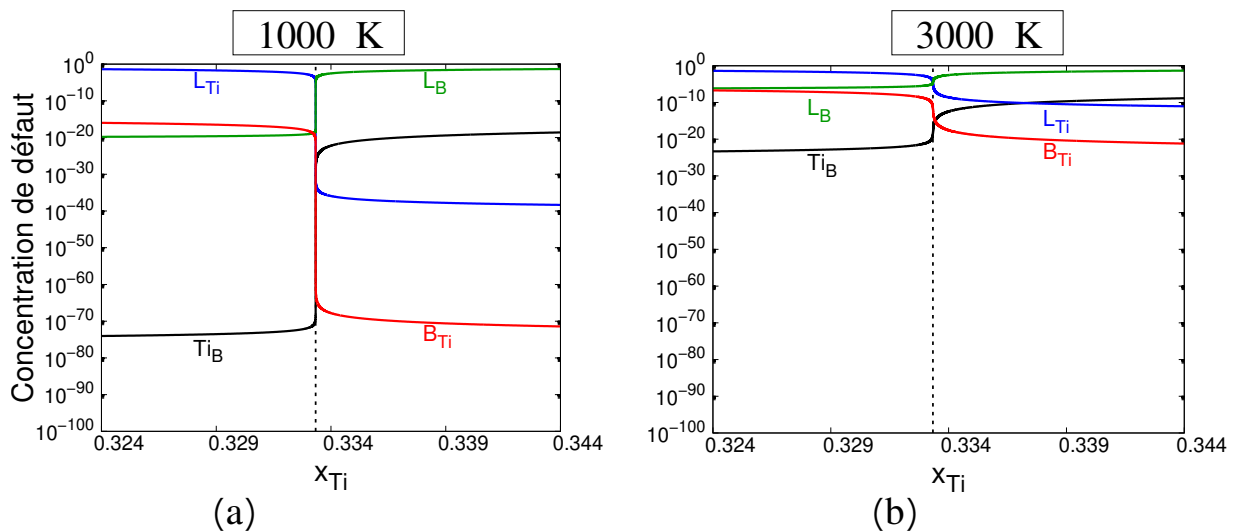 1000 K
3000 K
Concentration de défaut
10^0
10^-10
10^-20
10^-30
10^-40
10^-50
10^-60
10^-70
10^-80
10^-90
10^-100
L_Ti
L_B
Ti_B
B_Ti
0.324
0.329
0.334
0.339
0.344
x_Ti
(a)
10^0
10^-10
10^-20
10^-30
10^-40
10^-50
10^-60
10^-70
10^-80
10^-90
10^-100
L_B
L_Ti
Ti_B
B_Ti
0.324
0.329
0.334
0.339
0.344
x_Ti
(b)